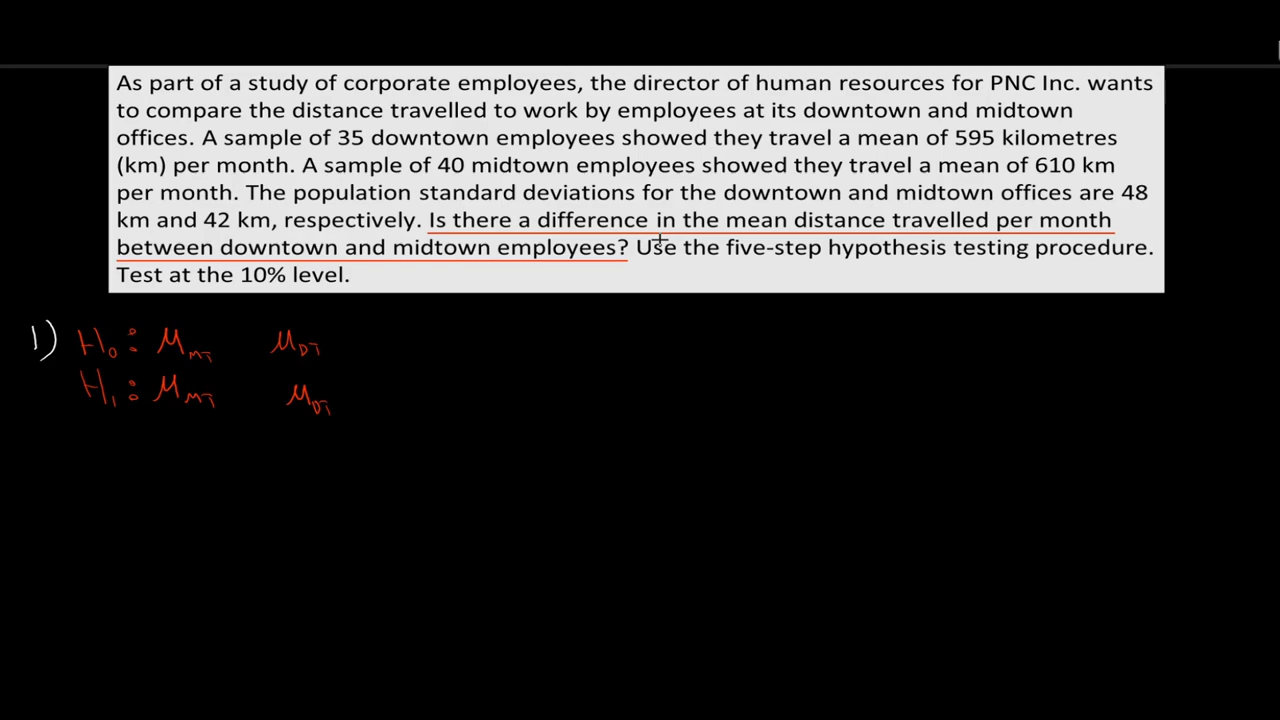 As part of a study of corporate employees, the director of human resources for PNC Inc. wants
to compare the distance travelled to work by employees at its downtown and midtown
offices. A sample of 35 downtown employees showed they travel a mean of 595 kilometres
(km) per month. A sample of 40 midtown employees showed they travel a mean of 610 km
per month. The population standard deviations for the downtown and midtown offices are 48
km and 42 km, respectively. Is there a difference in the mean distance travelled per month
between downtown and midtown employees? Use the five-step hypothesis testing procedure.
Test at the 10% level.
1) H₀: μ_MT μ_DT
H₁: μ_MT μ_DT